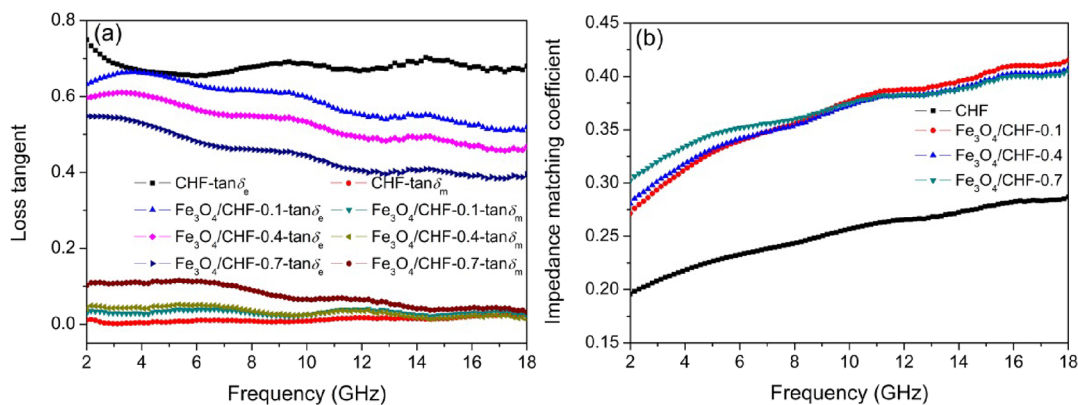 (a)
Loss tangent
0.8
0.6
0.4
0.2
0.0
CHF-tanδe
CHF-tanδm
Fe3O4/CHF-0.1-tanδe
Fe3O4/CHF-0.1-tanδm
Fe3O4/CHF-0.4-tanδe
Fe3O4/CHF-0.4-tanδm
Fe3O4/CHF-0.7-tanδe
Fe3O4/CHF-0.7-tanδm
2 4 6 8 10 12 14 16 18
Frequency (GHz)
(b)
Impedance matching coefficient
0.45
0.40
0.35
0.30
0.25
0.20
0.15
CHF
Fe3O4/CHF-0.1
Fe3O4/CHF-0.4
Fe3O4/CHF-0.7
2 4 6 8 10 12 14 16 18
Frequency (GHz)